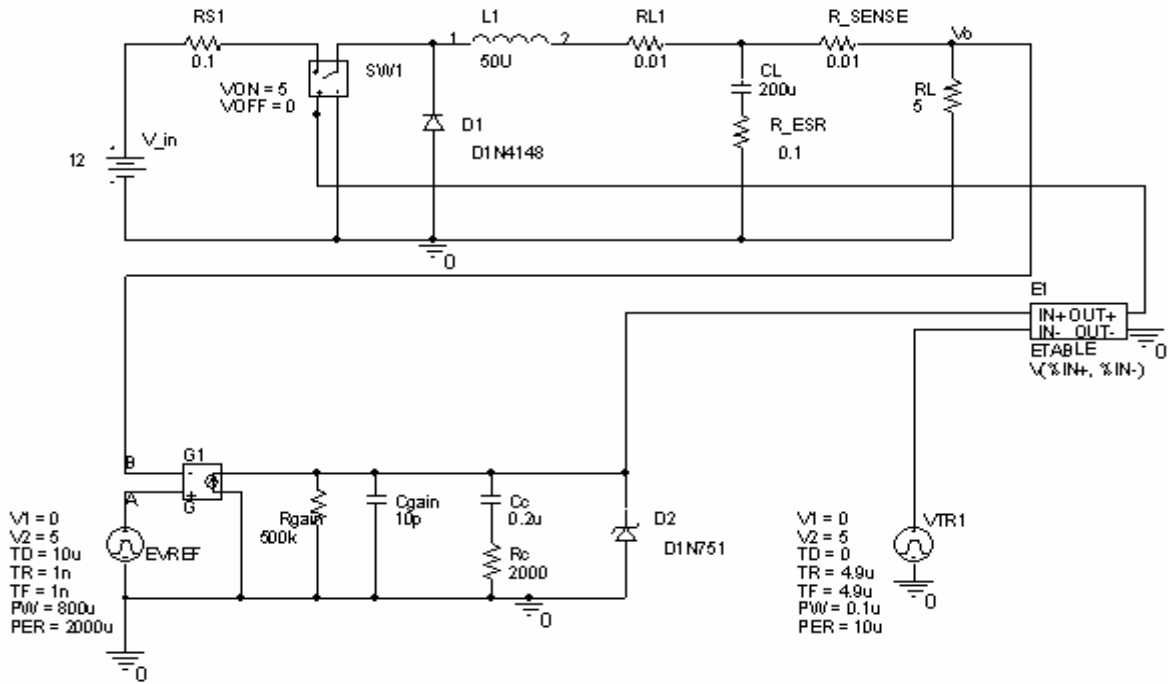 RS1
0.1
VON = 5
VOFF = 0
SW1
1
L1
2
50U
RL1
0.01
R_SENSE
0.01
Vo
CL
200u
RL
5
R_ESR
0.1
D1
D1N4148
V_in
12
0
E1
IN+ OUT+
IN- OUT-
0
ETABLE
V(%IN+, %IN-)
B
G1
A
G
Rgain
500k
Cgain
10p
Cc
0.2u
Rc
2000
D2
D1N751
EVREF
V1 = 0
V2 = 5
TD = 10u
TR = 1n
TF = 1n
PW = 800u
PER = 2000u
0
0
VTR1
V1 = 0
V2 = 5
TD = 0
TR = 4.9u
TF = 4.9u
PW = 0.1u
PER = 10u
0